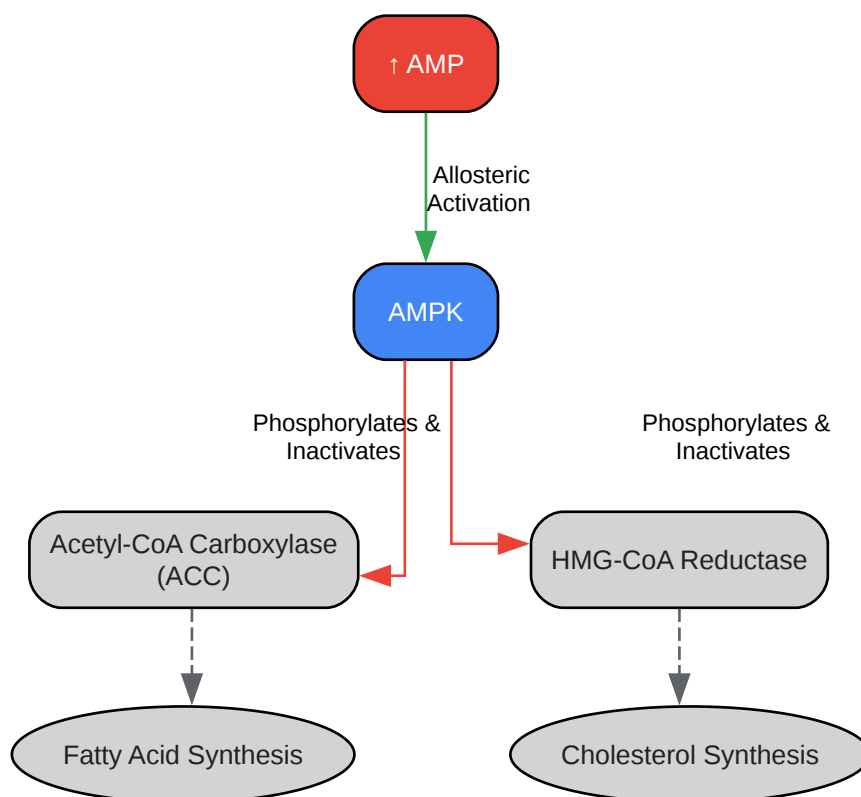 ↑ AMP
Allosteric
Activation
AMPK
Phosphorylates &
Inactivates
Phosphorylates &
Inactivates
Acetyl-CoA Carboxylase
(ACC)
HMG-CoA Reductase
Fatty Acid Synthesis
Cholesterol Synthesis